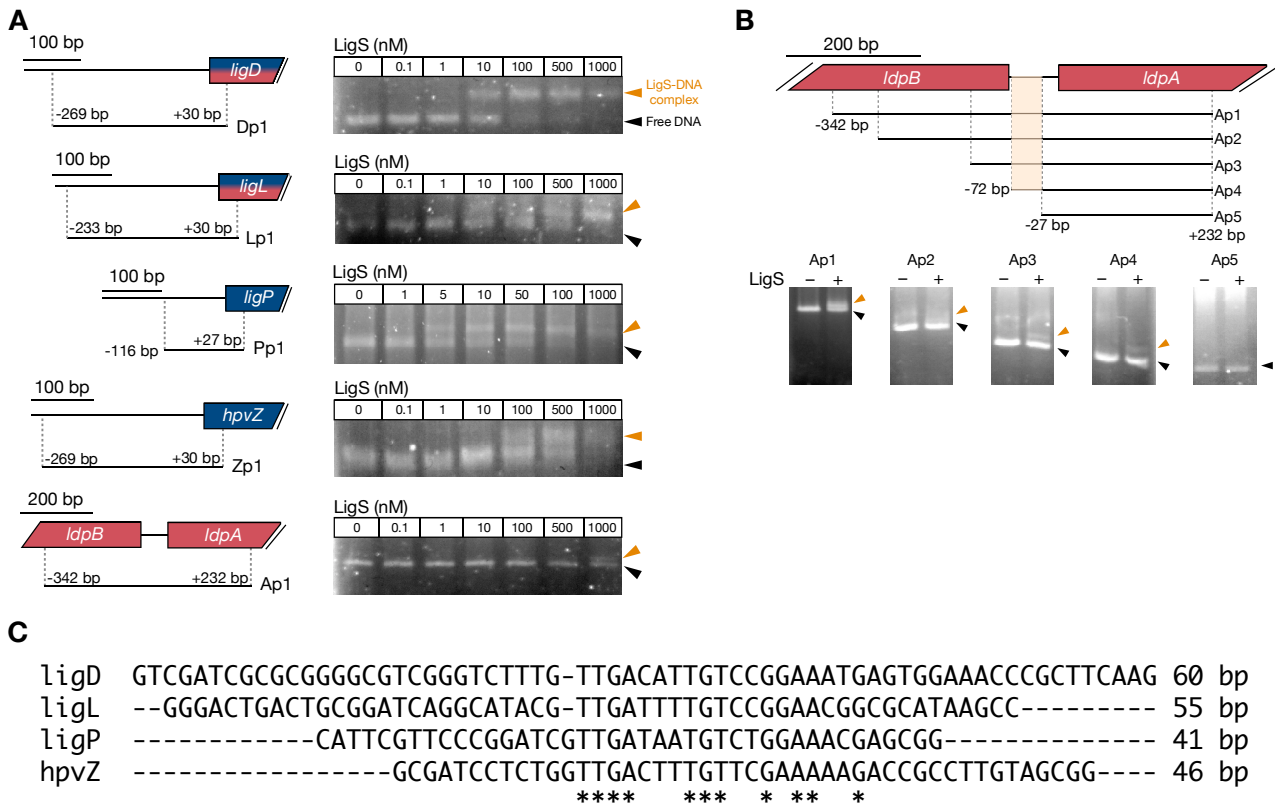 A
100 bp
ligD
-269 bp
+30 bp
Dp1
LigS (nM)
0 0.1 1 10 100 500 1000
LigS-DNA
complex
Free DNA
100 bp
ligL
-233 bp
+30 bp
Lp1
LigS (nM)
0 0.1 1 10 100 500 1000
100 bp
ligP
-116 bp
+27 bp
Pp1
LigS (nM)
0 1 5 10 50 100 1000
100 bp
hpvZ
-269 bp
+30 bp
Zp1
LigS (nM)
0 0.1 1 10 100 500 1000
200 bp
ldpB ldpA
-342 bp
+232 bp
Ap1
LigS (nM)
0 0.1 1 10 100 500 1000
B
200 bp
ldpB ldpA
-342 bp
Ap1
Ap2
Ap3
-72 bp
Ap4
-27 bp
Ap5
+232 bp
Ap1 Ap2 Ap3 Ap4 Ap5
LigS − + − + − + − + − +
C
ligD GTCGATCGCGCGGGGCGTCGGGTCTTTG-TTGACATTGTCCGGAAATGAGTGGAAACCCGCTTCAAG 60 bp
ligL --GGGACTGACTGCGGATCAGGCATACG-TTGATTTTGTCCGGAACGGCGCATAAGCC--------- 55 bp
ligP ------------CATTCGTTCCCGGATCGTTGATAATGTCTGGAAACGAGCGG-------------- 41 bp
hpvZ -----------------GCGATCCTCTGGTTGACTTTGTTCGAAAAAGACCGCCTTGTAGCGG---- 46 bp
**** *** * ** *